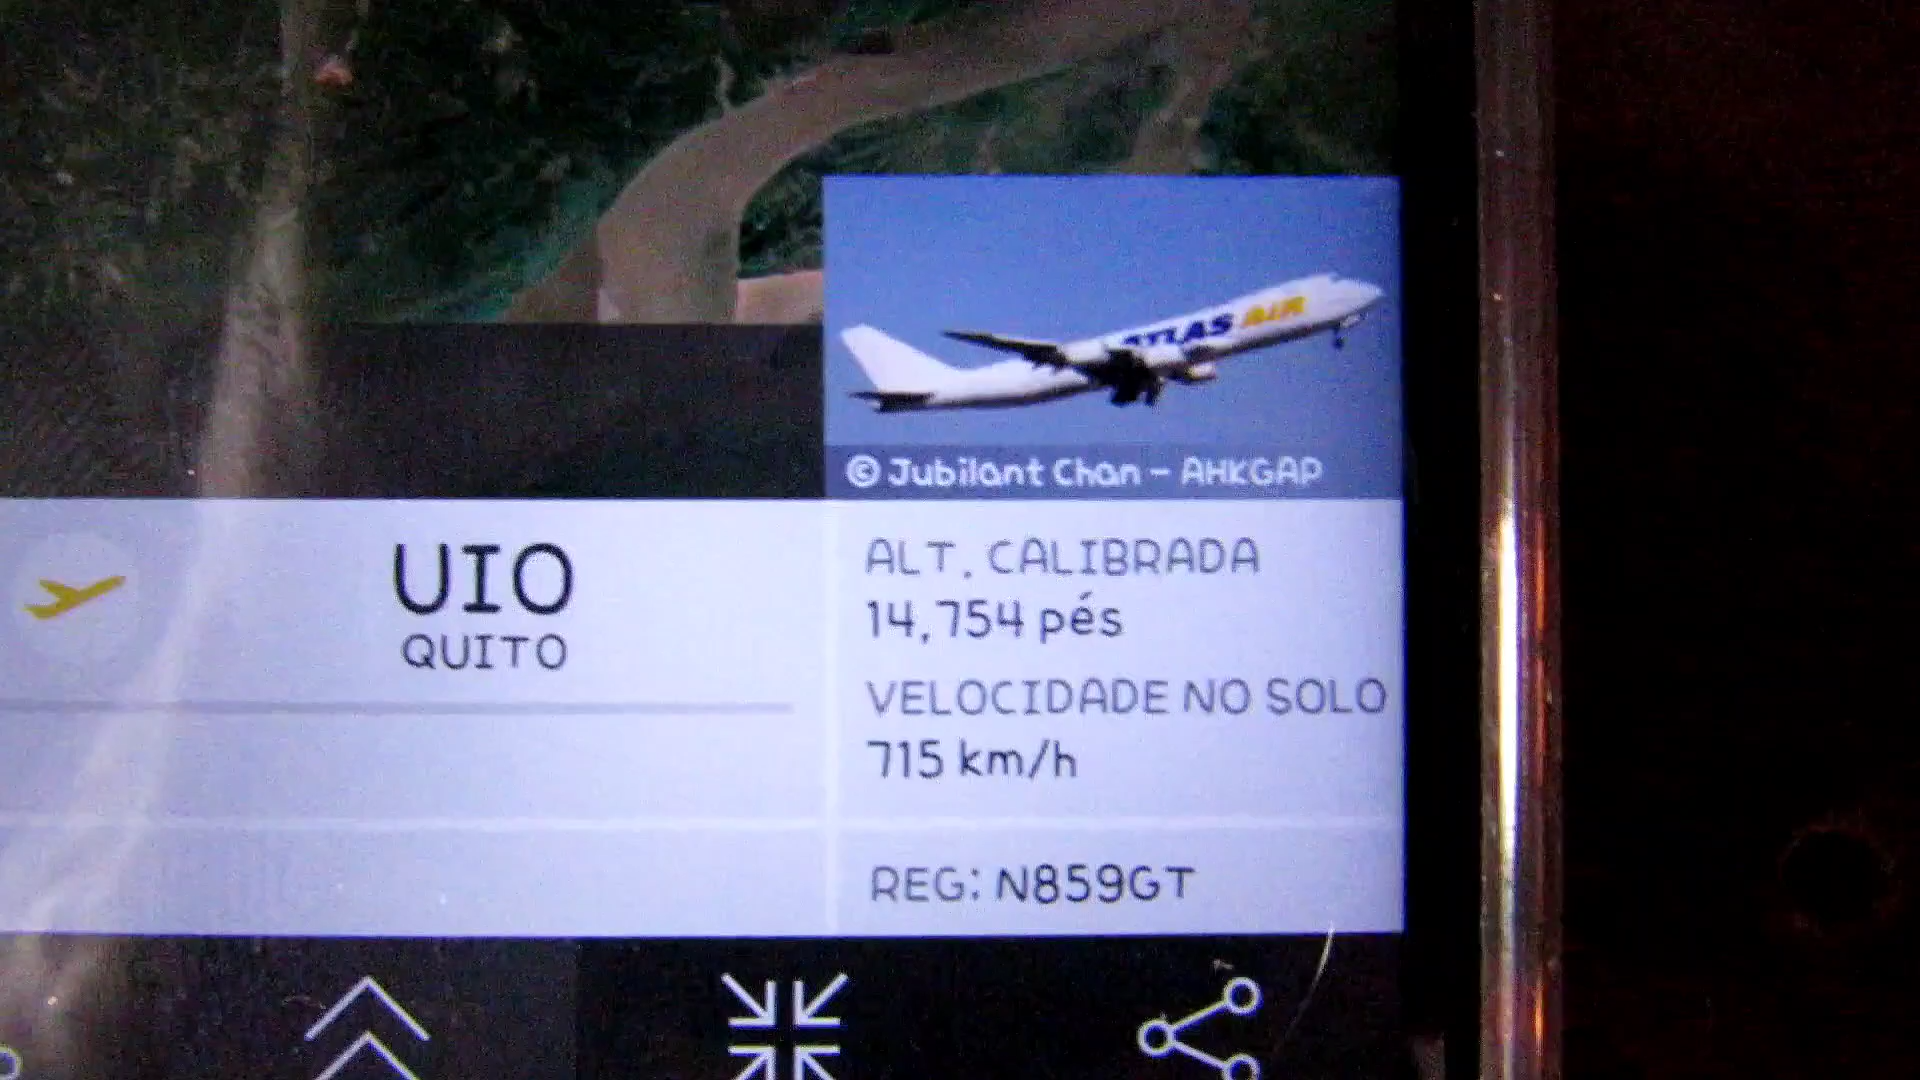 ATLAS AIR
© Jubilant Chan - AHKGAP
UIO
QUITO
ALT. CALIBRADA
14,754 pés
VELOCIDADE NO SOLO
715 km/h
REG: N859GT